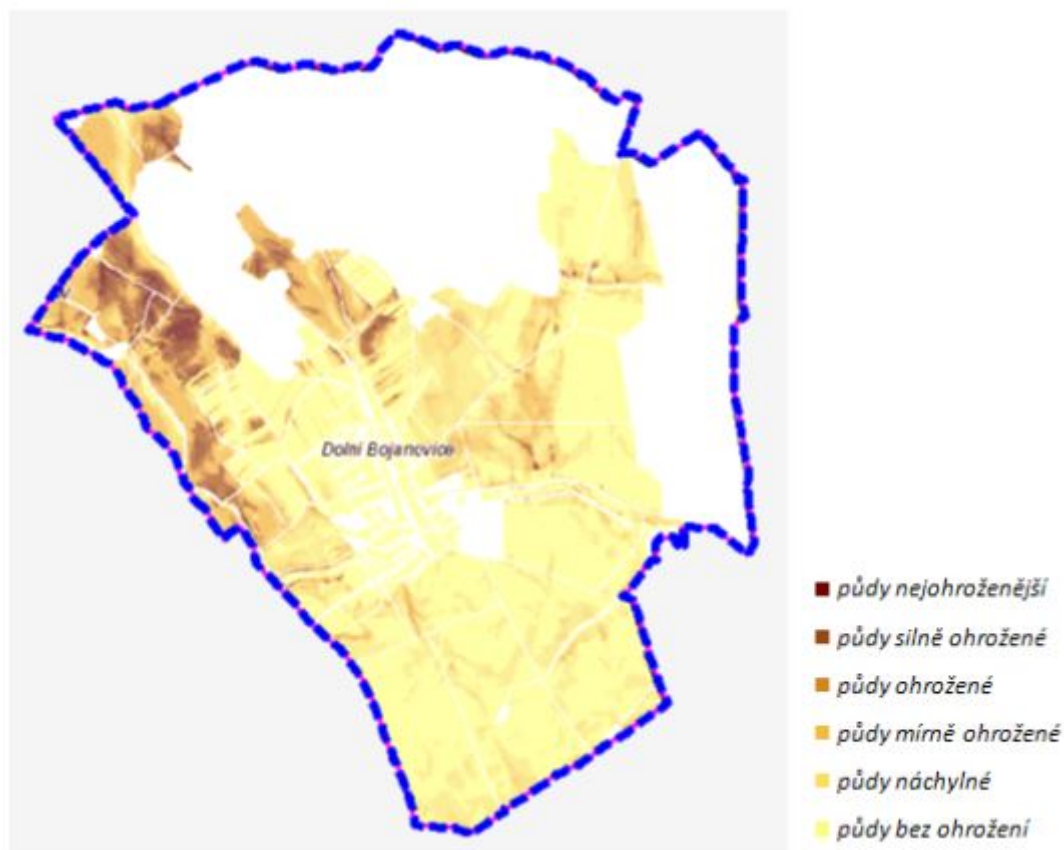 Dolní Bojanovice
půdy nejohroženější
půdy silně ohrožené
půdy ohrožené
půdy mírně ohrožené
půdy náchylné
půdy bez ohrožení